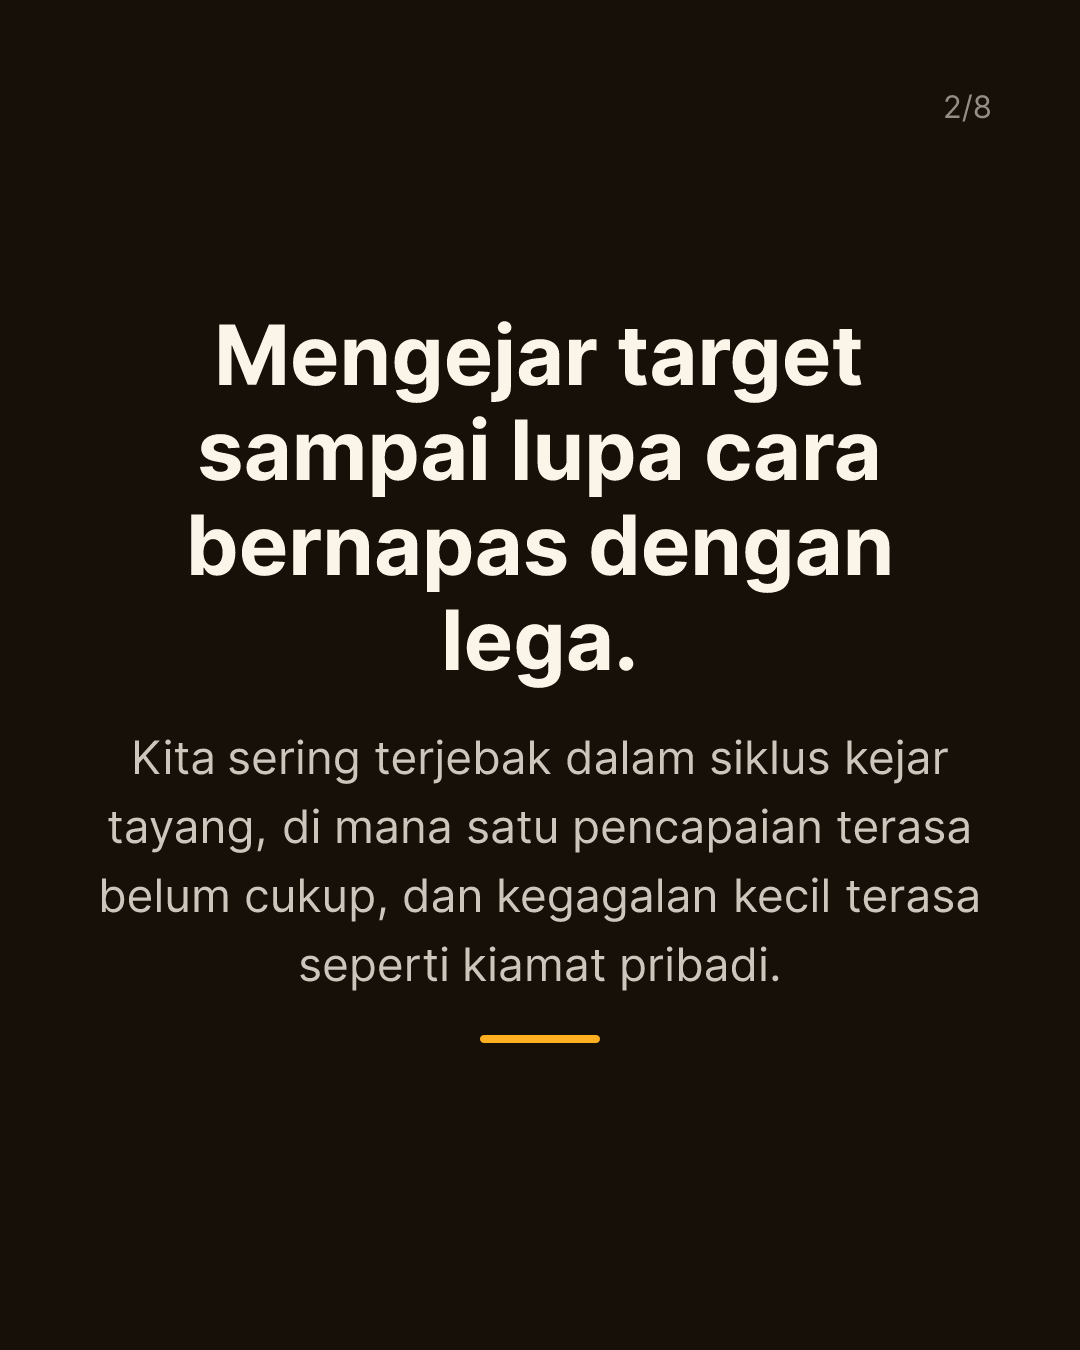 2/8
Mengejar target
sampai lupa cara
bernapas dengan
lega.
Kita sering terjebak dalam siklus kejar
tayang, di mana satu pencapaian terasa
belum cukup, dan kegagalan kecil terasa
seperti kiamat pribadi.